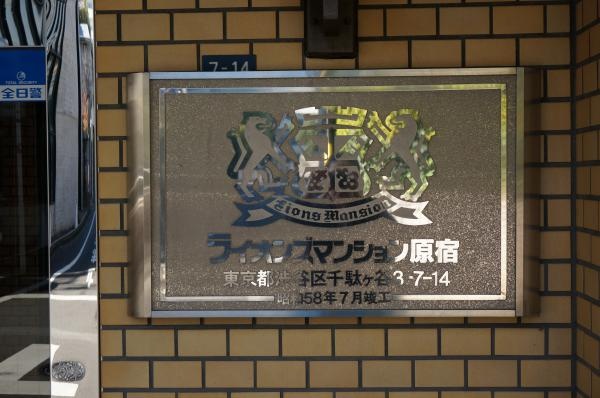 7-14
TOTAL SECURITY
全日警
Lions Mansion
ライオンズマンション原宿
東京都渋谷区千駄ヶ谷3-7-14
昭和58年7月竣工